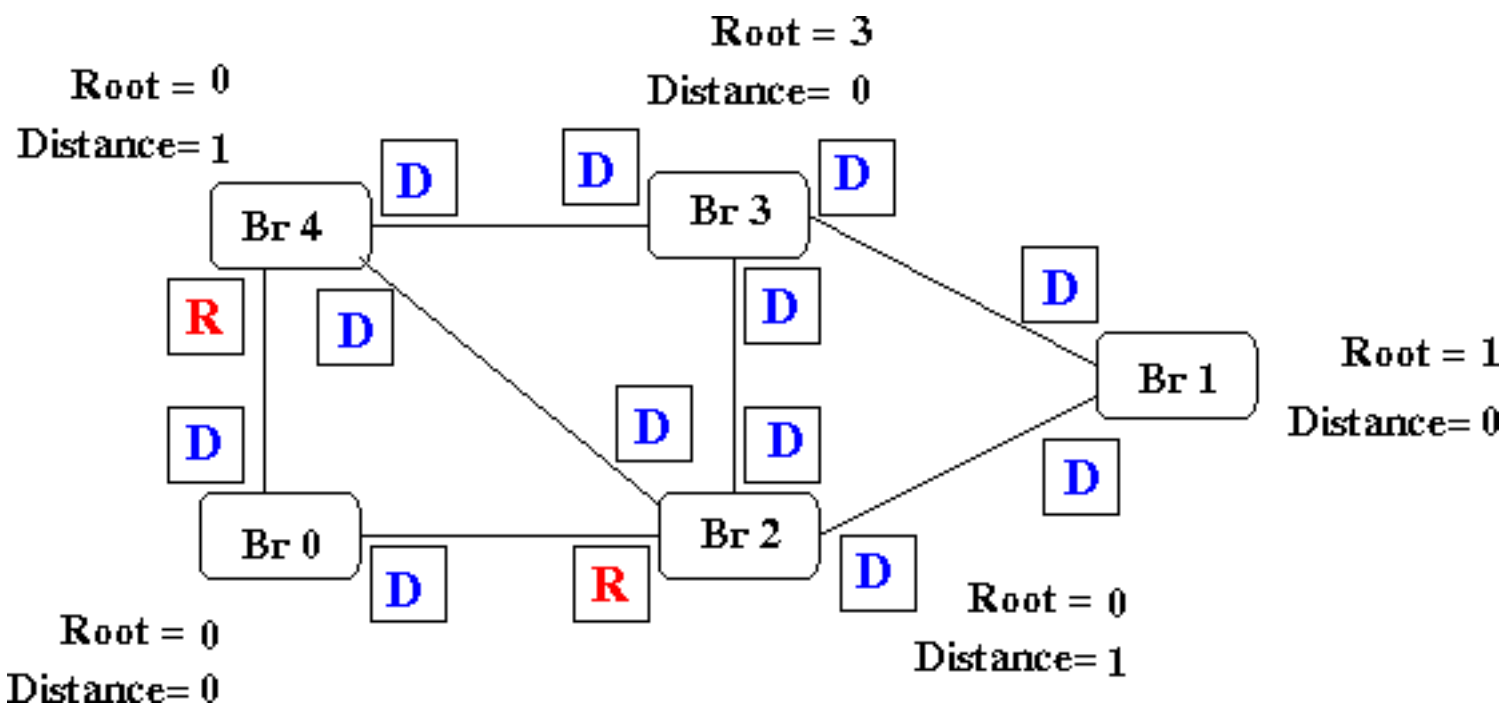 Root = 3
Distance= 0
Root = 0
Distance= 1
D
D
D
Br 4
Br 3
R
D
D
D
Br 1
Root = 1
Distance= 0
D
D
D
D
Br 0
Br 2
D
R
D
Root = 0
Distance= 1
Root = 0
Distance= 0